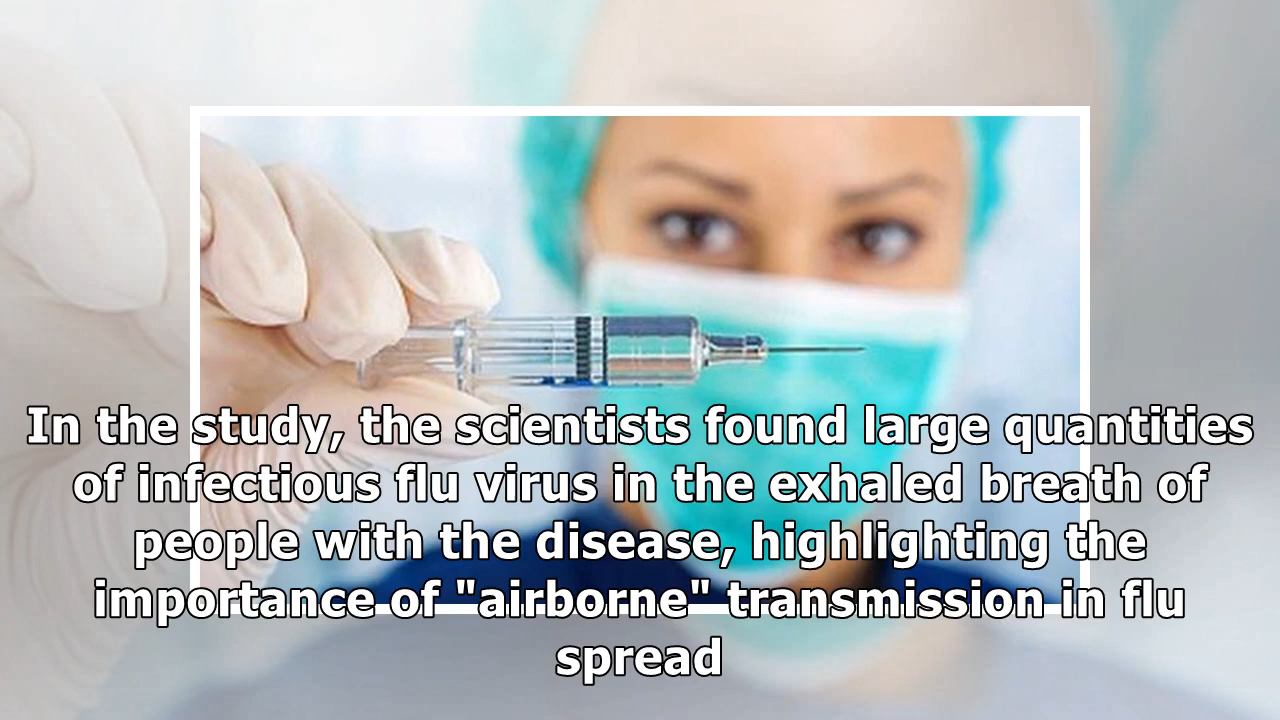 In the study, the scientists found large quantities
of infectious flu virus in the exhaled breath of
people with the disease, highlighting the
importance of "airborne" transmission in flu
spread